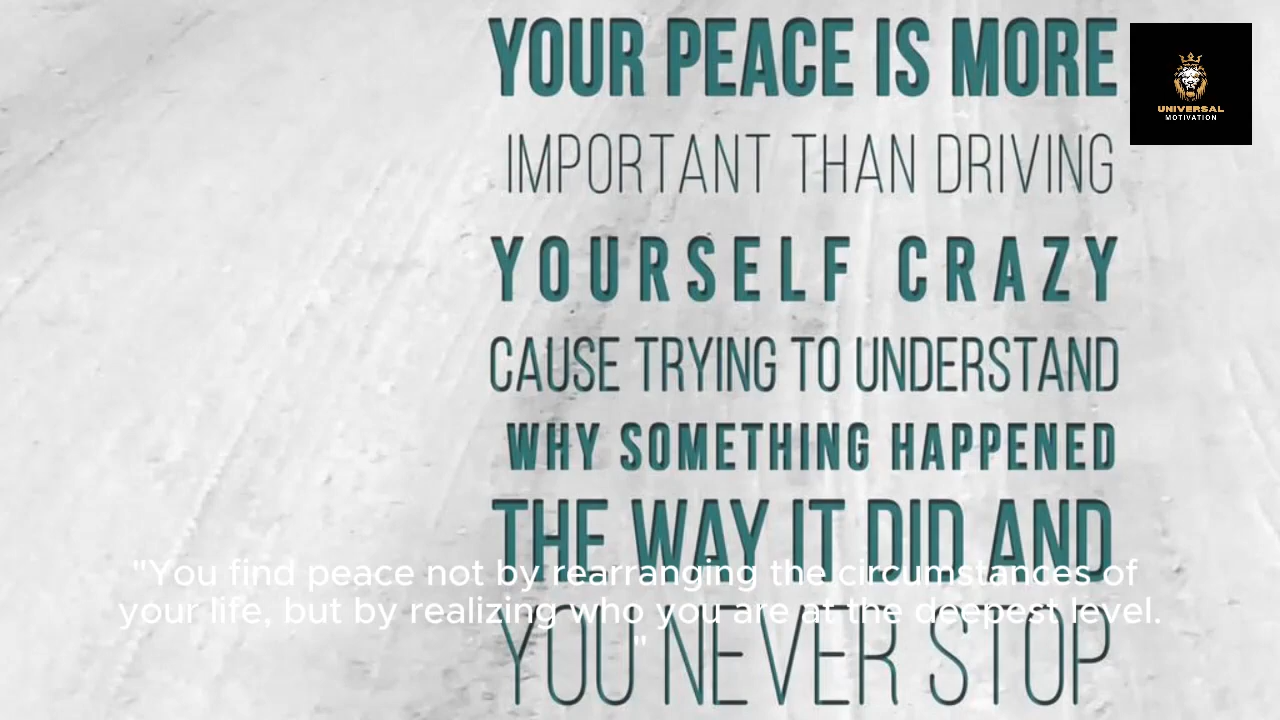 YOUR PEACE IS MORE
IMPORTANT THAN DRIVING
YOURSELF CRAZY
CAUSE TRYING TO UNDERSTAND
WHY SOMETHING HAPPENED
THE WAY IT DID AND
YOU NEVER STOP
"You find peace not by rearranging the circumstances of
your life, but by realizing who you are at the deepest level.
"
UNIVERSAL
MOTIVATION